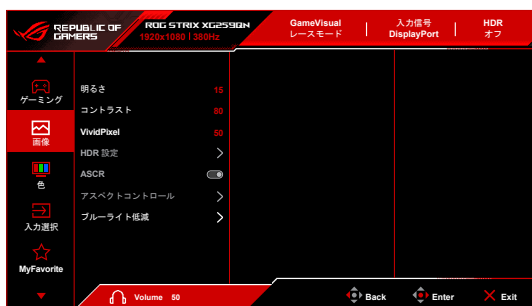 REPUBLIC OF
GAMERS
ROG STRIX XG259QN
1920x1080 | 380Hz
GameVisual
レースモード
入力信号
DisplayPort
HDR
オフ
ゲーミング
画像
色
入力選択
MyFavorite
明るさ 15
コントラスト 80
VividPixel 50
HDR 設定
ASCR
アスペクトコントロール
ブルーライト低減
Volume 50
Back
Enter
Exit